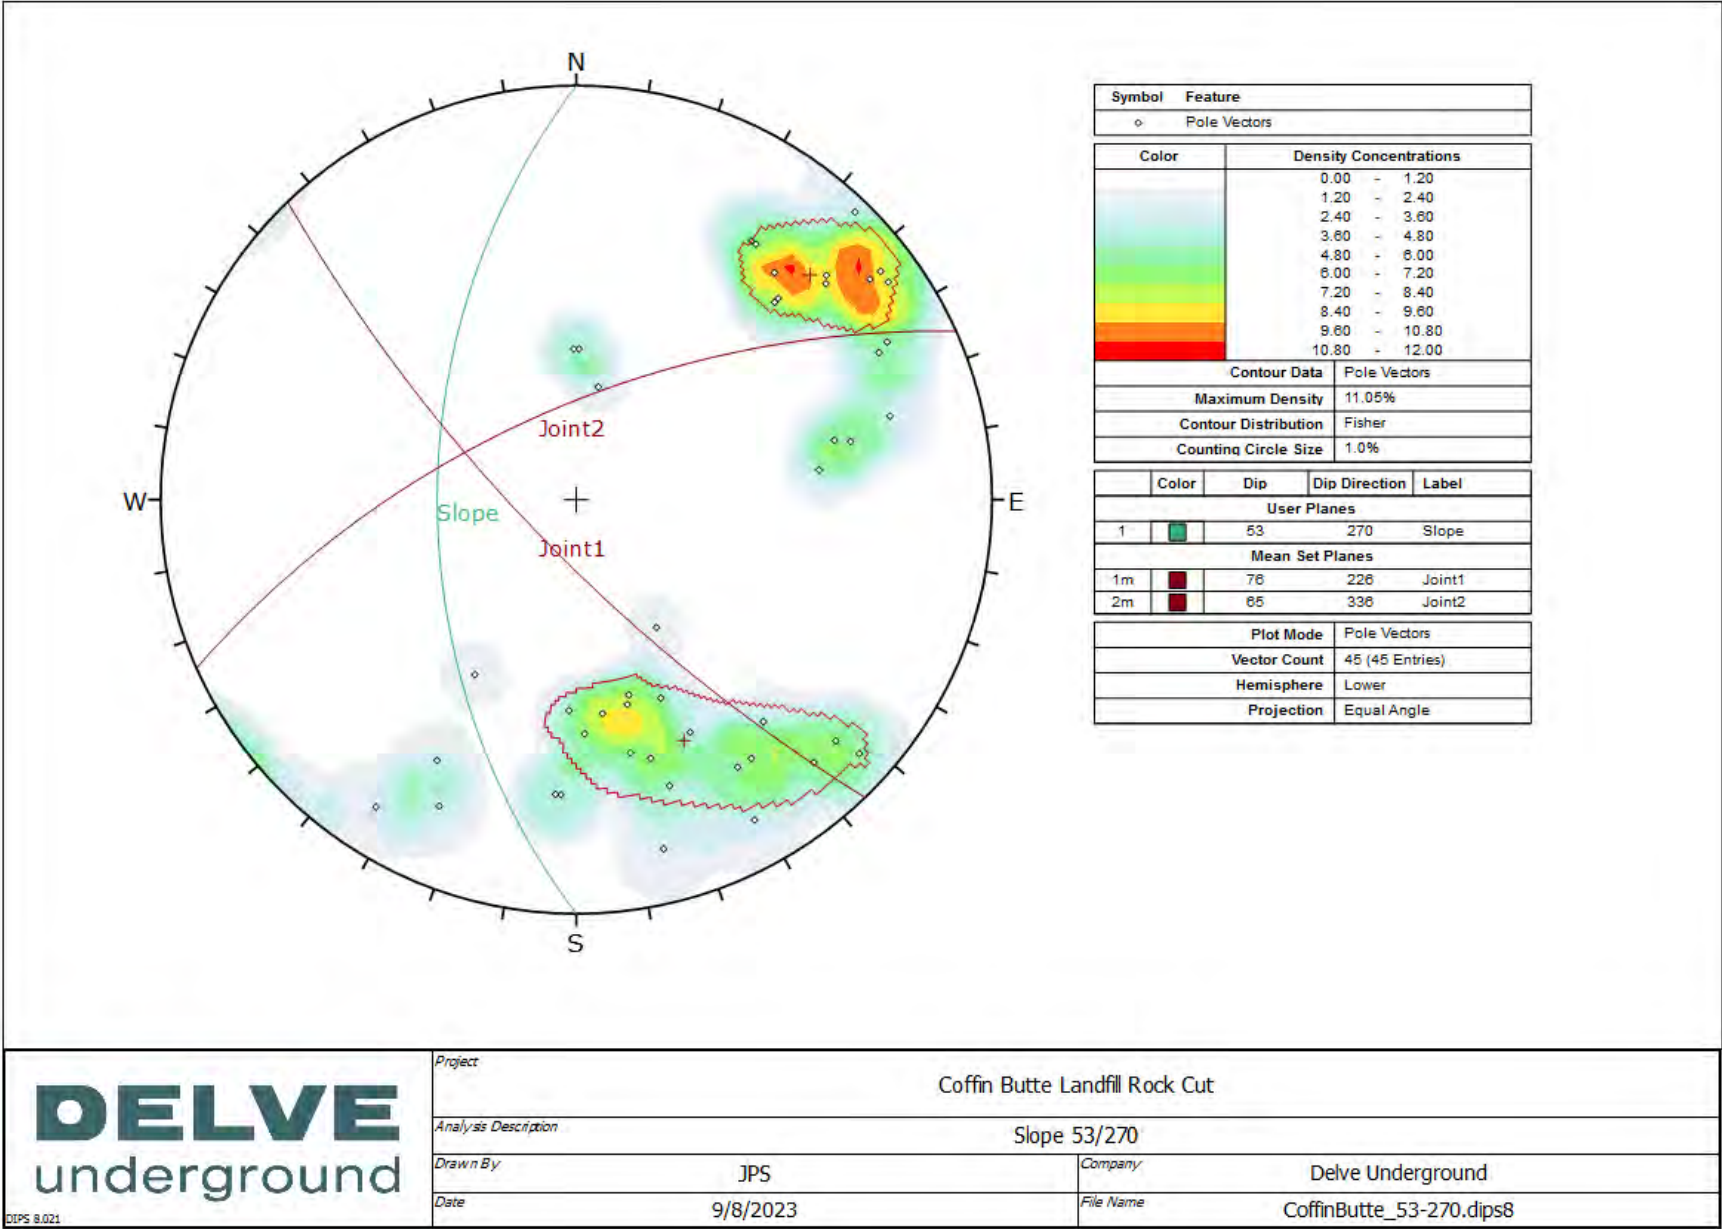 N
W
E
S
Joint2
Slope
Joint1
Symbol Feature
Pole Vectors
Color Density Concentrations
0.00 - 1.20
1.20 - 2.40
2.40 - 3.60
3.60 - 4.80
4.80 - 6.00
6.00 - 7.20
7.20 - 8.40
8.40 - 9.60
9.60 - 10.80
10.80 - 12.00
Contour Data Pole Vectors
Maximum Density 11.05%
Contour Distribution Fisher
Counting Circle Size 1.0%
Color Dip Dip Direction Label
User Planes
1 53 270 Slope
Mean Set Planes
1m 76 226 Joint1
2m 65 336 Joint2
Plot Mode Pole Vectors
Vector Count 45 (45 Entries)
Hemisphere Lower
Projection Equal Angle
DELVE
underground
DIPS 8.021
Project
Coffin Butte Landfill Rock Cut
Analysis Description
Slope 53/270
Drawn By JPS Company Delve Underground
Date 9/8/2023 File Name CoffinButte_53-270.dips8